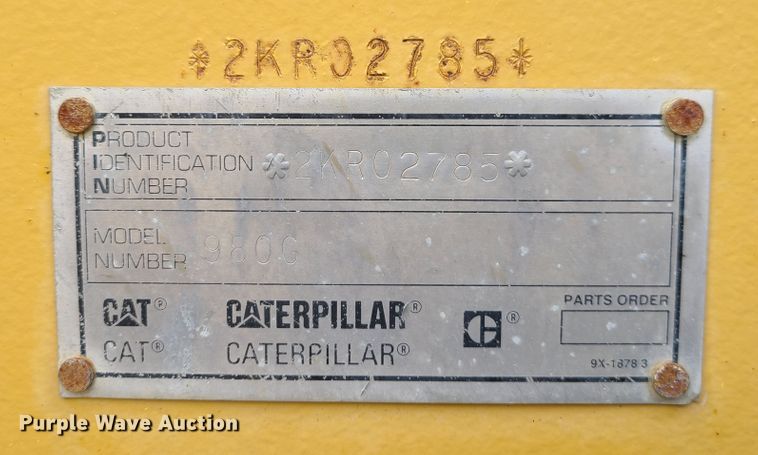 *2KR02785*
PRODUCT
IDENTIFICATION
NUMBER
*2KR02785*
MODEL
NUMBER
980G
PARTS ORDER
CAT® CATERPILLAR® C®
CAT® CATERPILLAR®
9X-1878 3
Purple Wave Auction